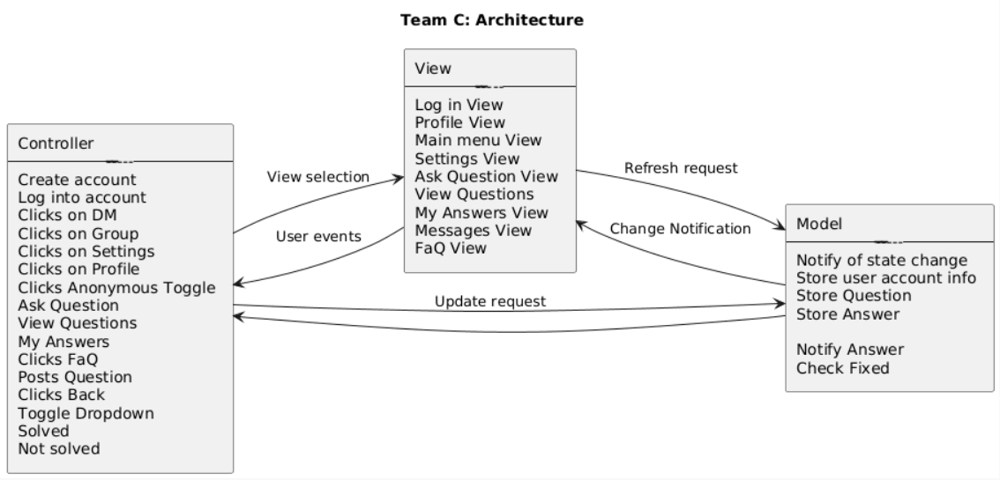 Team C: Architecture
View
Log in View
Profile View
Main menu View
Settings View
Ask Question View
View Questions
My Answers View
Messages View
FaQ View
Controller
Create account
Log into account
Clicks on DM
Clicks on Group
Clicks on Settings
Clicks on Profile
Clicks Anonymous Toggle
Ask Question
View Questions
My Answers
Clicks FaQ
Posts Question
Clicks Back
Toggle Dropdown
Solved
Not solved
View selection
User events
Refresh request
Change Notification
Update request
Model
Notify of state change
Store user account info
Store Question
Store Answer
Notify Answer
Check Fixed